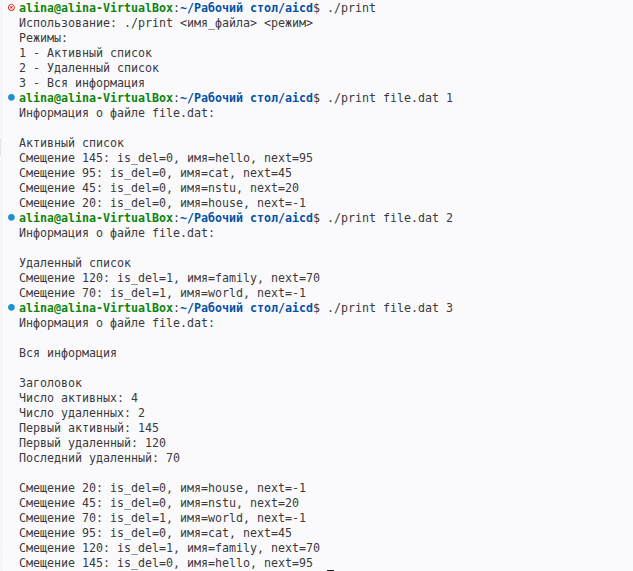 alina@alina-VirtualBox:~/Рабочий стол/aicd$ ./print
Использование: ./print <имя_файла> <режим>
Режимы:
1 - Активный список
2 - Удаленный список
3 - Вся информация
alina@alina-VirtualBox:~/Рабочий стол/aicd$ ./print file.dat 1
Информация о файле file.dat:
Активный список
Смещение 145: is_del=0, имя=hello, next=95
Смещение 95: is_del=0, имя=cat, next=45
Смещение 45: is_del=0, имя=nstu, next=20
Смещение 20: is_del=0, имя=house, next=-1
alina@alina-VirtualBox:~/Рабочий стол/aicd$ ./print file.dat 2
Информация о файле file.dat:
Удаленный список
Смещение 120: is_del=1, имя=family, next=70
Смещение 70: is_del=1, имя=world, next=-1
alina@alina-VirtualBox:~/Рабочий стол/aicd$ ./print file.dat 3
Информация о файле file.dat:
Вся информация
Заголовок
Число активных: 4
Число удаленных: 2
Первый активный: 145
Первый удаленный: 120
Последний удаленный: 70
Смещение 20: is_del=0, имя=house, next=-1
Смещение 45: is_del=0, имя=nstu, next=20
Смещение 70: is_del=1, имя=world, next=-1
Смещение 95: is_del=0, имя=cat, next=45
Смещение 120: is_del=1, имя=family, next=70
Смещение 145: is_del=0, имя=hello, next=95